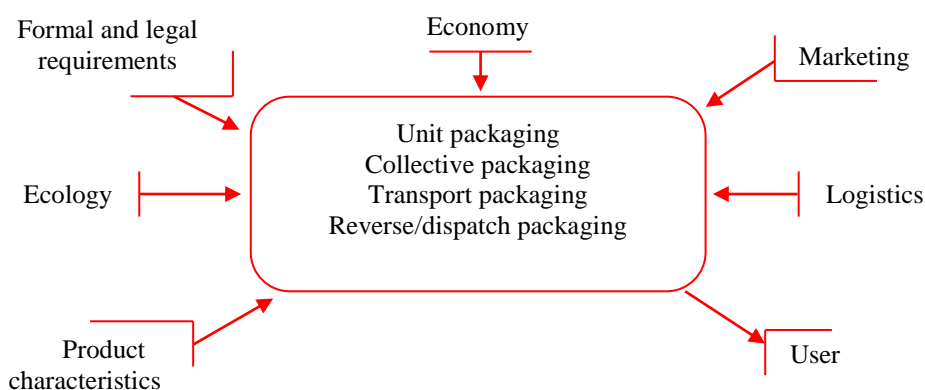 Formal and legal
requirements
Economy
Marketing
Unit packaging
Collective packaging
Transport packaging
Reverse/dispatch packaging
Ecology
Logistics
Product
characteristics
User